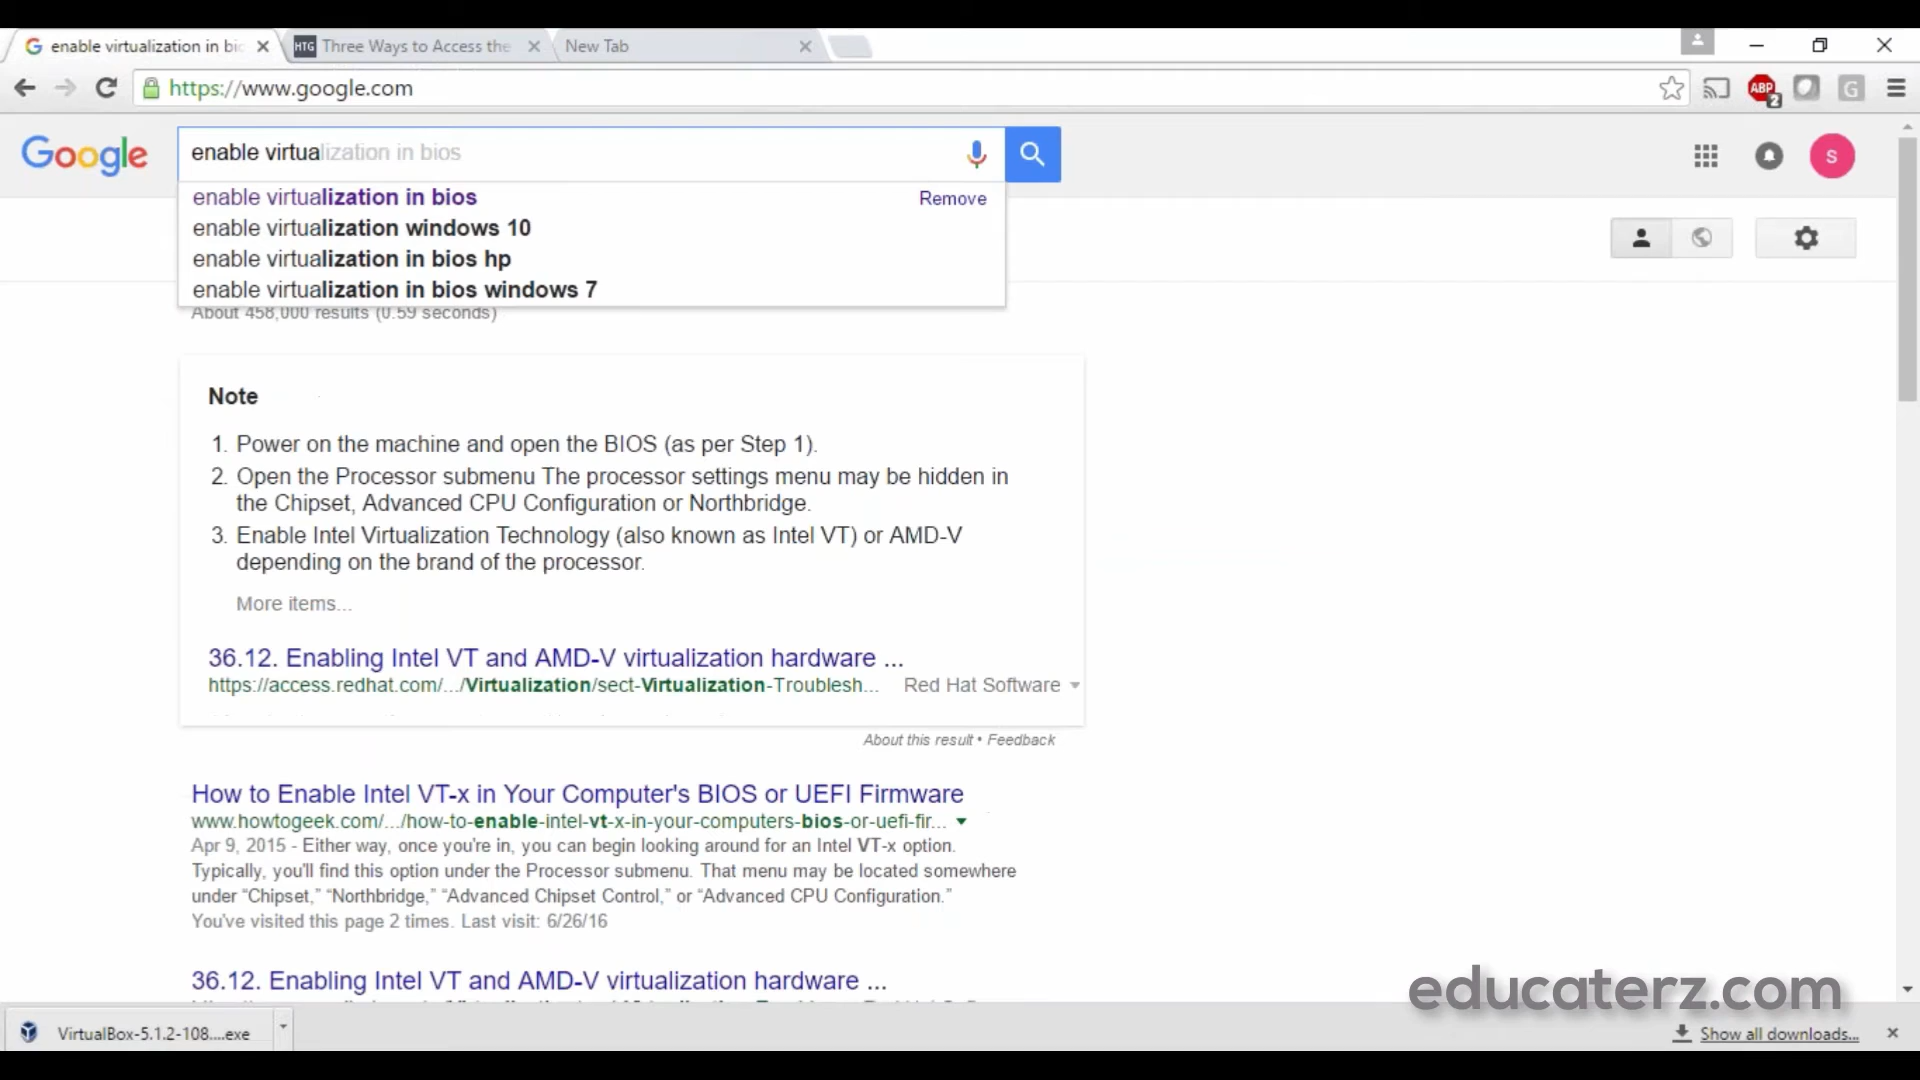 enable virtualization in bi
HTG Three Ways to Access the
New Tab
https://www.google.com
ABP
2
G
Google
enable virtualization in bios
S
enable virtualization in bios
Remove
enable virtualization windows 10
enable virtualization in bios hp
enable virtualization in bios windows 7
About 458,000 results (0.59 seconds)
Note
1. Power on the machine and open the BIOS (as per Step 1).
2. Open the Processor submenu The processor settings menu may be hidden in
the Chipset, Advanced CPU Configuration or Northbridge.
3. Enable Intel Virtualization Technology (also known as Intel VT) or AMD-V
depending on the brand of the processor.
More items...
36.12. Enabling Intel VT and AMD-V virtualization hardware ...
https://access.redhat.com/.../Virtualization/sect-Virtualization-Troublesh... Red Hat Software
About this result • Feedback
How to Enable Intel VT-x in Your Computer's BIOS or UEFI Firmware
www.howtogeek.com/.../how-to-enable-intel-vt-x-in-your-computers-bios-or-uefi-fir...
Apr 9, 2015 - Either way, once you're in, you can begin looking around for an Intel VT-x option.
Typically, you'll find this option under the Processor submenu. That menu may be located somewhere
under “Chipset,” “Northbridge,” “Advanced Chipset Control,” or “Advanced CPU Configuration.”
You've visited this page 2 times. Last visit: 6/26/16
36.12. Enabling Intel VT and AMD-V virtualization hardware ...
educaterz.com
VirtualBox-5.1.2-108....exe
Show all downloads...